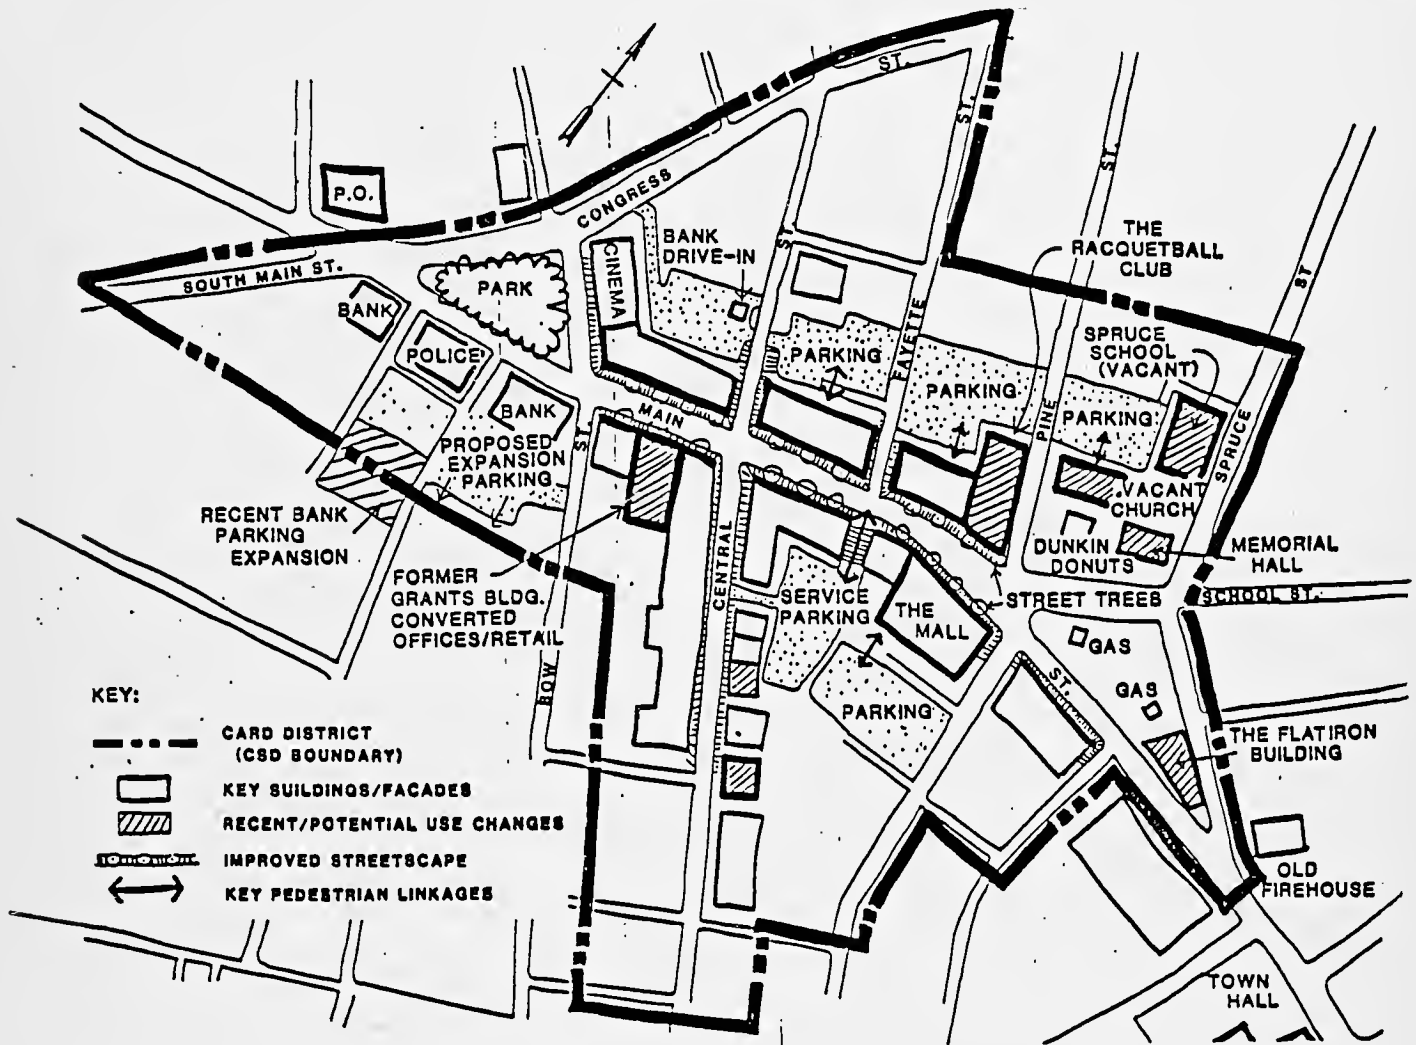 ST.
ST.
P.O.
CONGRESS
ST.
THE
RACQUETBALL
CLUB
BANK
DRIVE-IN
ST.
SOUTH MAIN ST.
CINEMA
PARK
BANK
FAYETTE
ST
SPRUCE
SCHOOL
(VACANT)
POLICE
PARKING
PARKING
PARKING
BANK
MAIN
PINE
SPRUCE
PROPOSED
EXPANSION
PARKING
ST.
VACANT
CHURCH
RECENT BANK
PARKING
EXPANSION
DUNKIN
DONUTS
MEMORIAL
HALL
FORMER
GRANTS BLDG.
CONVERTED
OFFICES/RETAIL
CENTRAL
SERVICE
PARKING
THE
MALL
STREET TREES
SCHOOL ST.
GAS
ST.
GAS
BOW
PARKING
THE FLATIRON
BUILDING
KEY:
CARD DISTRICT
(CSD BOUNDARY)
KEY BUILDINGS/FACADES
RECENT/POTENTIAL USE CHANGES
IMPROVED STREETSCAPE
KEY PEDESTRIAN LINKAGES
OLD
FIREHOUSE
TOWN
HALL